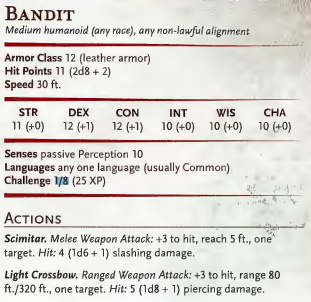 BANDIT
Medium humanoid (any race), any non-lawful alignment
Armor Class 12 (leather armor)
Hit Points 11 (2d8 + 2)
Speed 30 ft.
STR DEX CON INT WIS CHA
11 (+0) 12 (+1) 12 (+1) 10 (+0) 10 (+0) 10 (+0)
Senses passive Perception 10
Languages any one language (usually Common)
Challenge 1/8 (25 XP)
ACTIONS
Scimitar. Melee Weapon Attack: +3 to hit, reach 5 ft., one
target. Hit: 4 (1d6 + 1) slashing damage.
Light Crossbow. Ranged Weapon Attack: +3 to hit, range 80
ft./320 ft., one target. Hit: 5 (1d8 + 1) piercing damage.